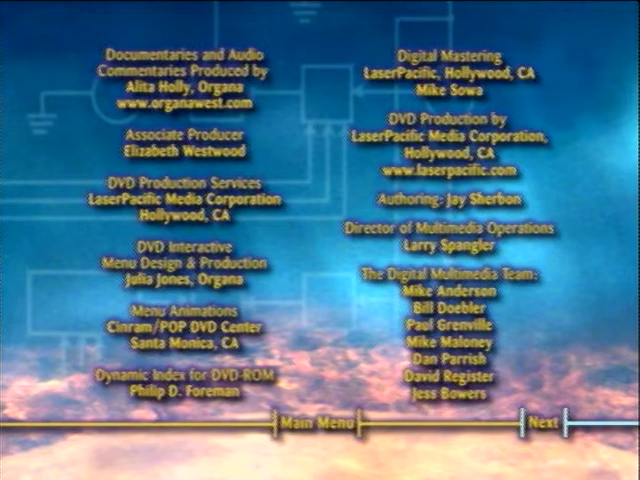 Documentaries and Audio
Commentaries Produced by
Alita Holly, Organa
www.organawest.com
Associate Producer
Elizabeth Westwood
DVD Production Services
LaserPacific Media Corporation
Hollywood, CA
DVD Interactive
Menu Design & Production
Julia Jones, Organa
Menu Animations
Cinram/POP DVD Center
Santa Monica, CA
Dynamic Index for DVD-ROM
Philip D. Foreman
Digital Mastering
LaserPacific, Hollywood, CA
Mike Sowa
DVD Production by
LaserPacific Media Corporation,
Hollywood, CA
www.laserpacific.com
Authoring: Jay Sherbon
Director of Multimedia Operations
Larry Spangler
The Digital Multimedia Team:
Mike Anderson
Bill Doebler
Paul Grenville
Mike Maloney
Dan Parrish
David Register
Jess Bowers
Main Menu
Next